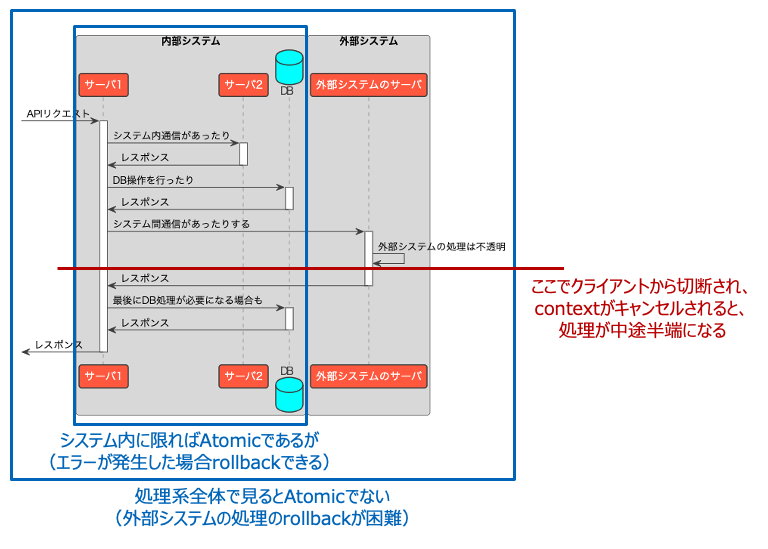 内部システム
外部システム
サーバ1
サーバ2
DB
外部システムのサーバ
APIリクエスト
システム内通信があったり
レスポンス
DB操作を行ったり
レスポンス
システム間通信があったりする
外部システムの処理は不透明
レスポンス
最後にDB処理が必要になる場合も
レスポンス
レスポンス
サーバ1
サーバ2
DB
外部システムのサーバ
ここでクライアントから切断され、
contextがキャンセルされると、
処理が中途半端になる
システム内に限ればAtomicであるが
（エラーが発生した場合rollbackできる）
処理系全体で見るとAtomicでない
（外部システムの処理のrollbackが困難）